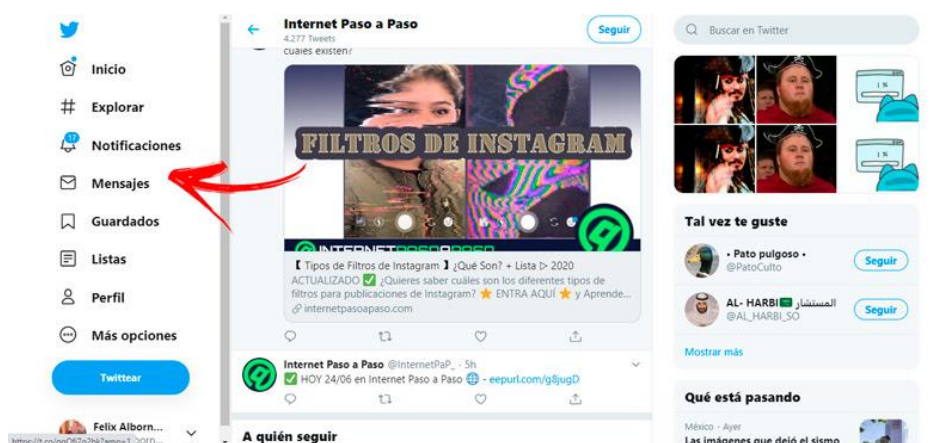 Inicio
Explorar
17
Notificaciones
Mensajes
Guardados
Listas
Perfil
Más opciones
Twittear
Felix Alborn...
Internet Paso a Paso
4.277 Tweets
Seguir
cuales existen?
FILTROS DE INSTAGRAM
INTERNETPASOAPASO
【 Tipos de Filtros de Instagram 】 ¿Qué Son? + Lista ▷ 2020
ACTUALIZADO ✅ ¿Quieres saber cuáles son los diferentes tipos de
filtros para publicaciones de Instagram? ⭐ ENTRA AQUÍ ⭐ y Aprende...
internetpasoapaso.com
Internet Paso a Paso @InternetPaP_ · 5h
✅ HOY 24/06 en Internet Paso a Paso 🌐 - eepurl.com/g8jugD
A quién seguir
Buscar en Twitter
1 %
1 %
Tal vez te guste
• Pato pulgoso •
@PatoCulto
Seguir
AL- HARBI🇸🇦 المستشار
@AL_HARBI_SO
Seguir
Mostrar más
Qué está pasando
México · Ayer
Las imágenes que dejó el sismo